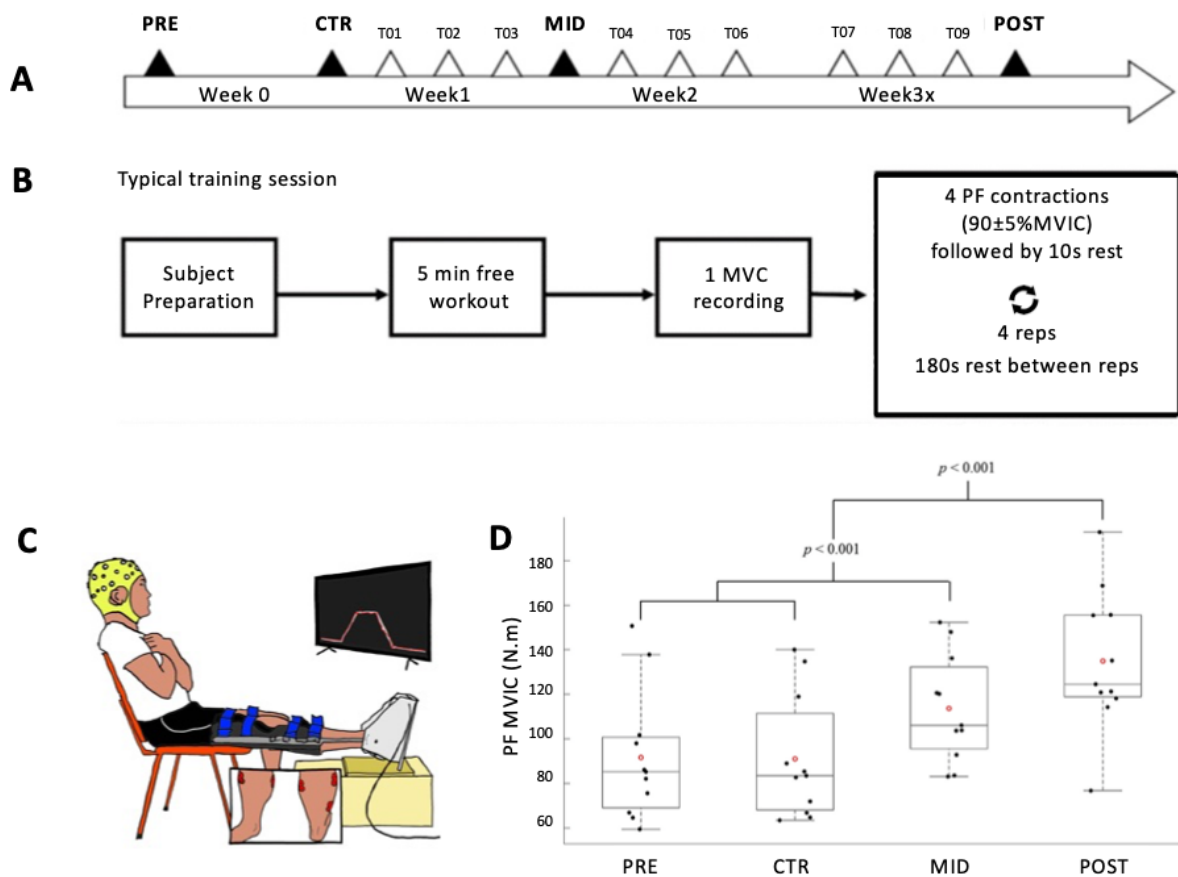 PRE
CTR
T01
T02
T03
MID
T04
T05
T06
T07
T08
T09
POST
A
Week 0
Week1
Week2
Week3x
B
Typical training session
Subject
Preparation
5 min free
workout
1 MVC
recording
4 PF contractions
(90±5%MVIC)
followed by 10s rest
4 reps
180s rest between reps
C
D
p < 0.001
p < 0.001
PF MVIC (N.m)
180
160
140
120
100
80
60
PRE
CTR
MID
POST